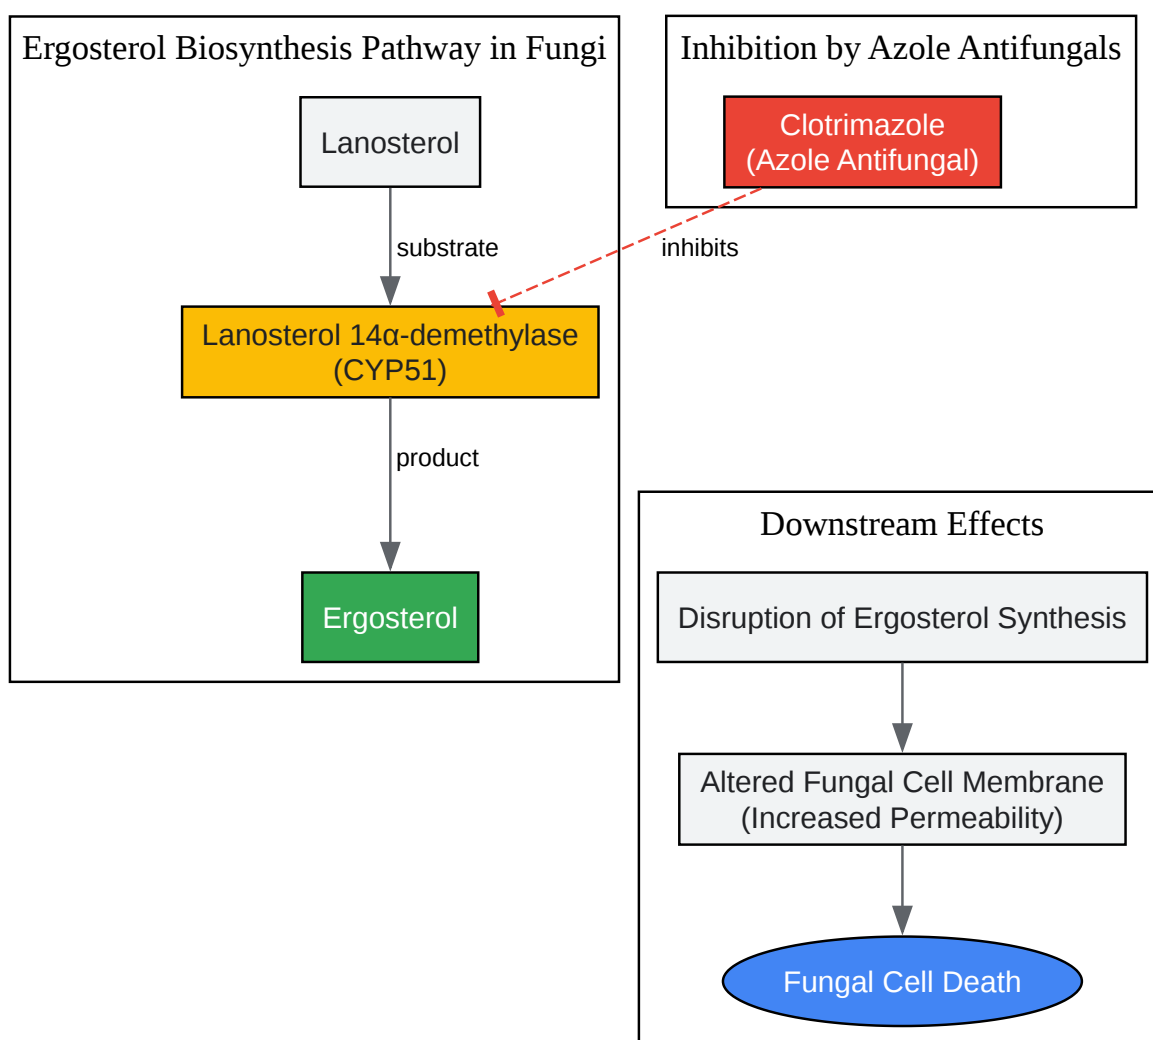 Ergosterol Biosynthesis Pathway in Fungi
Lanosterol
substrate
Lanosterol 14α-demethylase
(CYP51)
product
Ergosterol
Inhibition by Azole Antifungals
Clotrimazole
(Azole Antifungal)
inhibits
Downstream Effects
Disruption of Ergosterol Synthesis
Altered Fungal Cell Membrane
(Increased Permeability)
Fungal Cell Death